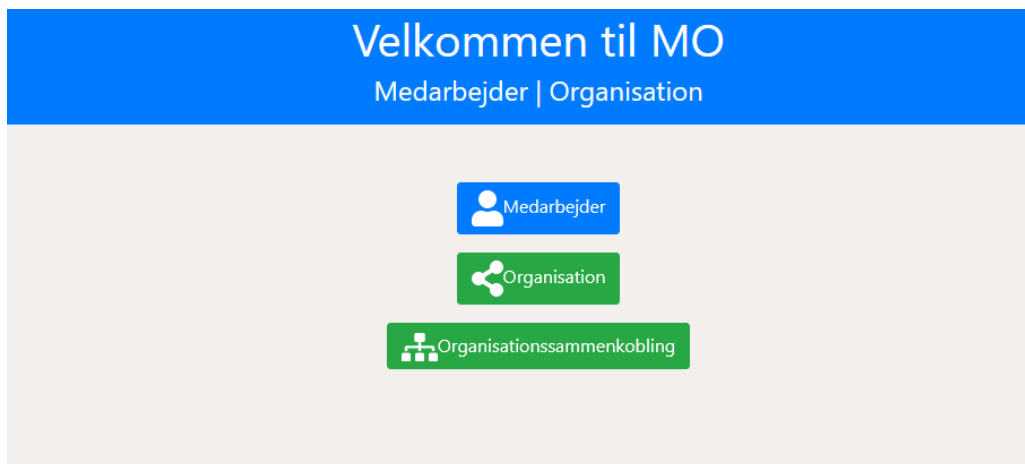 Velkommen til MO
Medarbejder | Organisation
Medarbejder
Organisation
Organisationssammenkobling